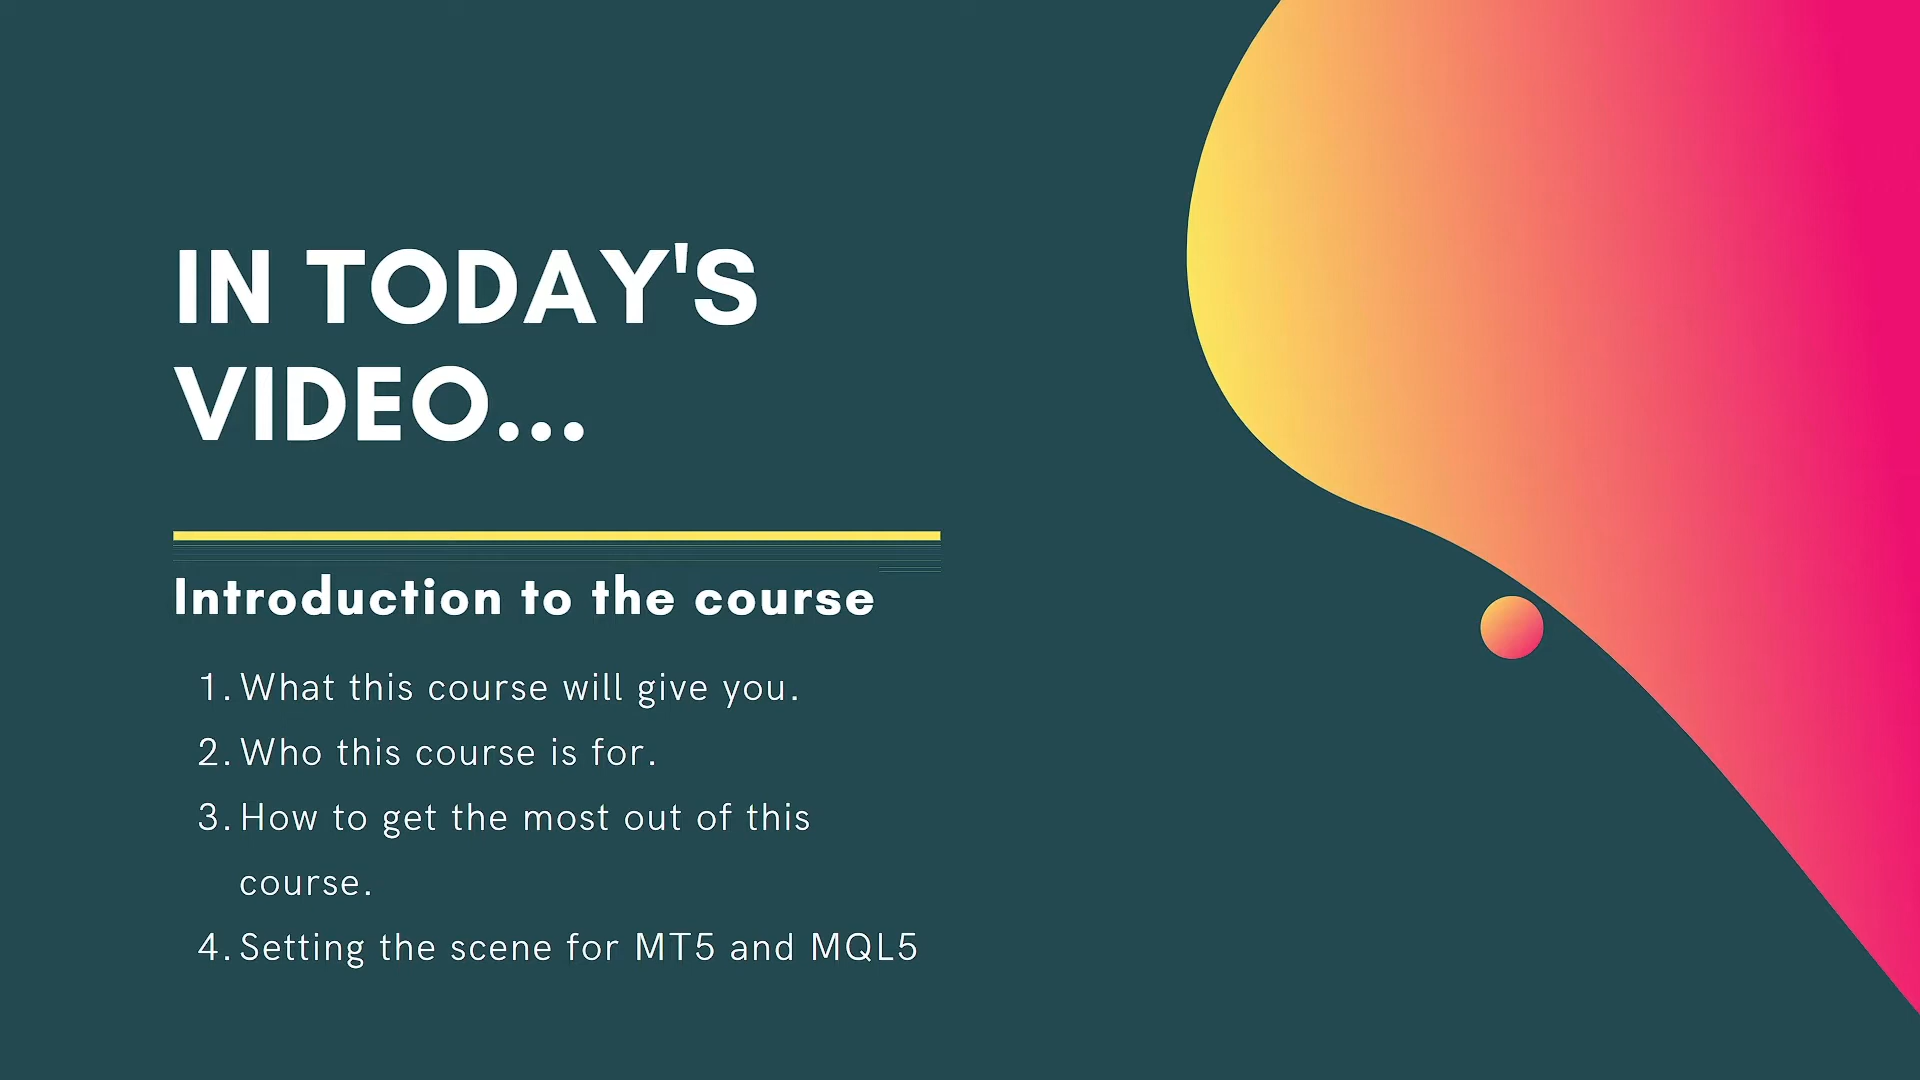 IN TODAY'S
VIDEO...
Introduction to the course
1. What this course will give you.
2. Who this course is for.
3. How to get the most out of this
course.
4. Setting the scene for MT5 and MQL5